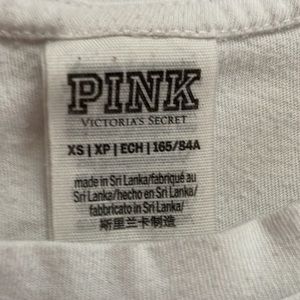 PINK
VICTORIA'S SECRET
XS | XP | ECH | 165/84A
made in Sri Lanka/fabriqué au
Sri Lanka/hecho en Sri Lanka/
fabbricato in Sri Lanka/
斯里兰卡制造